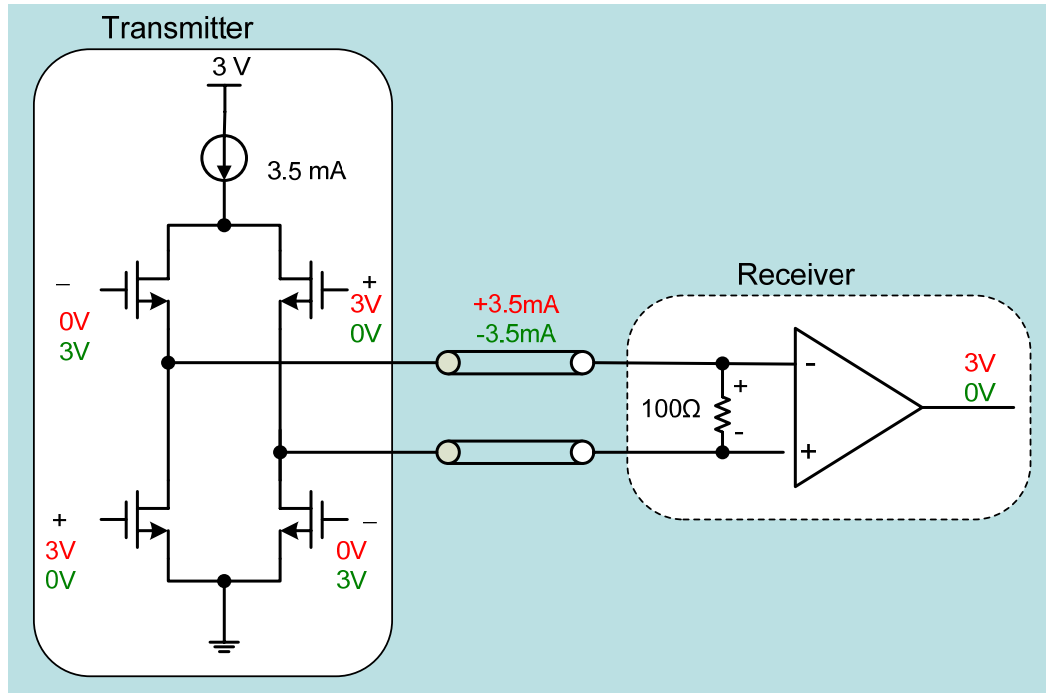 Transmitter
3 V
3.5 mA
–
0V
3V
+
3V
0V
+
3V
0V
–
0V
3V
+3.5mA
-3.5mA
Receiver
100Ω
+
-
-
+
3V
0V